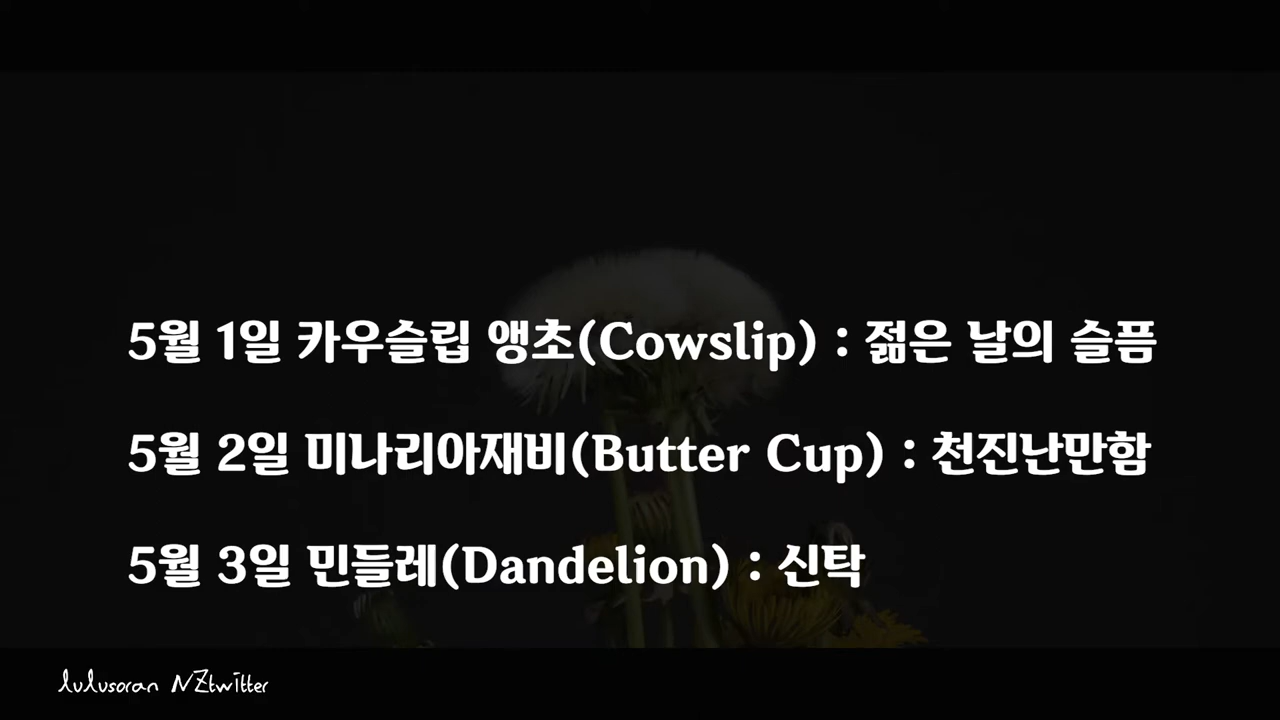 5월 1일 카우슬립 앵초(Cowslip) : 젊은 날의 슬픔
5월 2일 미나리아재비(Butter Cup) : 천진난만함
5월 3일 민들레(Dandelion) : 신탁
lulusoran NZtwitter